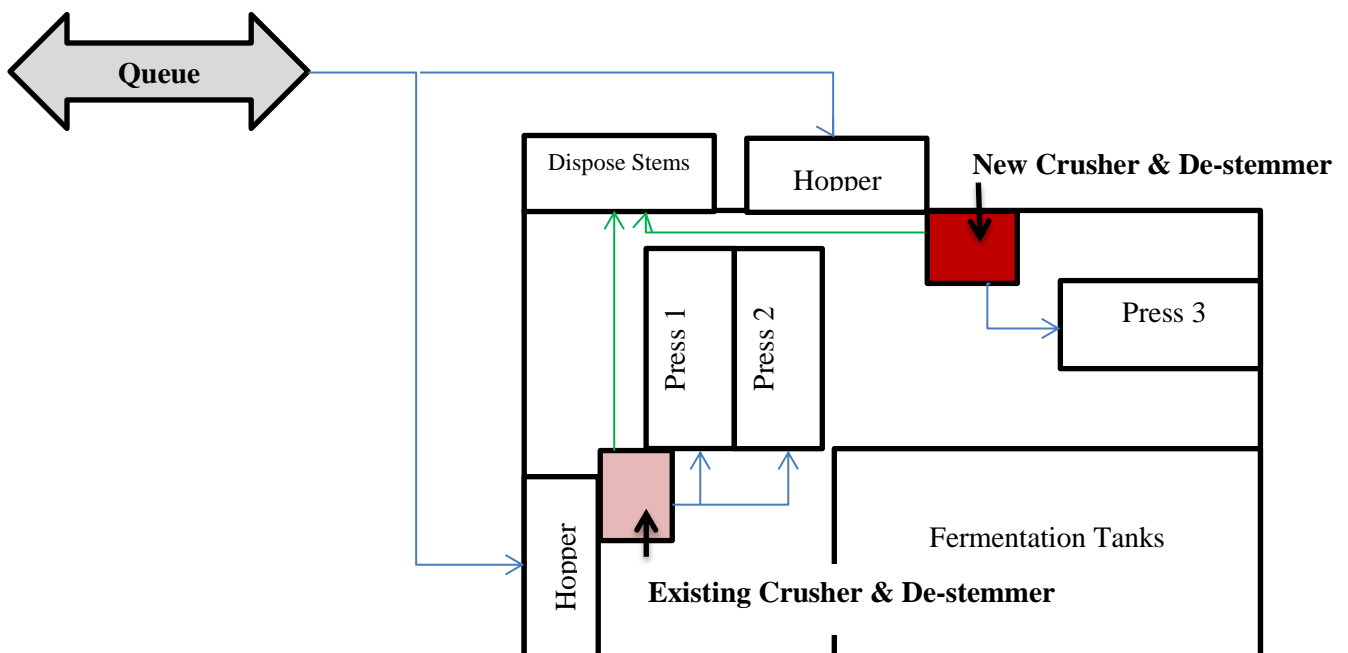 Queue
Dispose Stems
Hopper
New Crusher & De-stemmer
Press 1
Press 2
Press 3
Hopper
Fermentation Tanks
Existing Crusher & De-stemmer